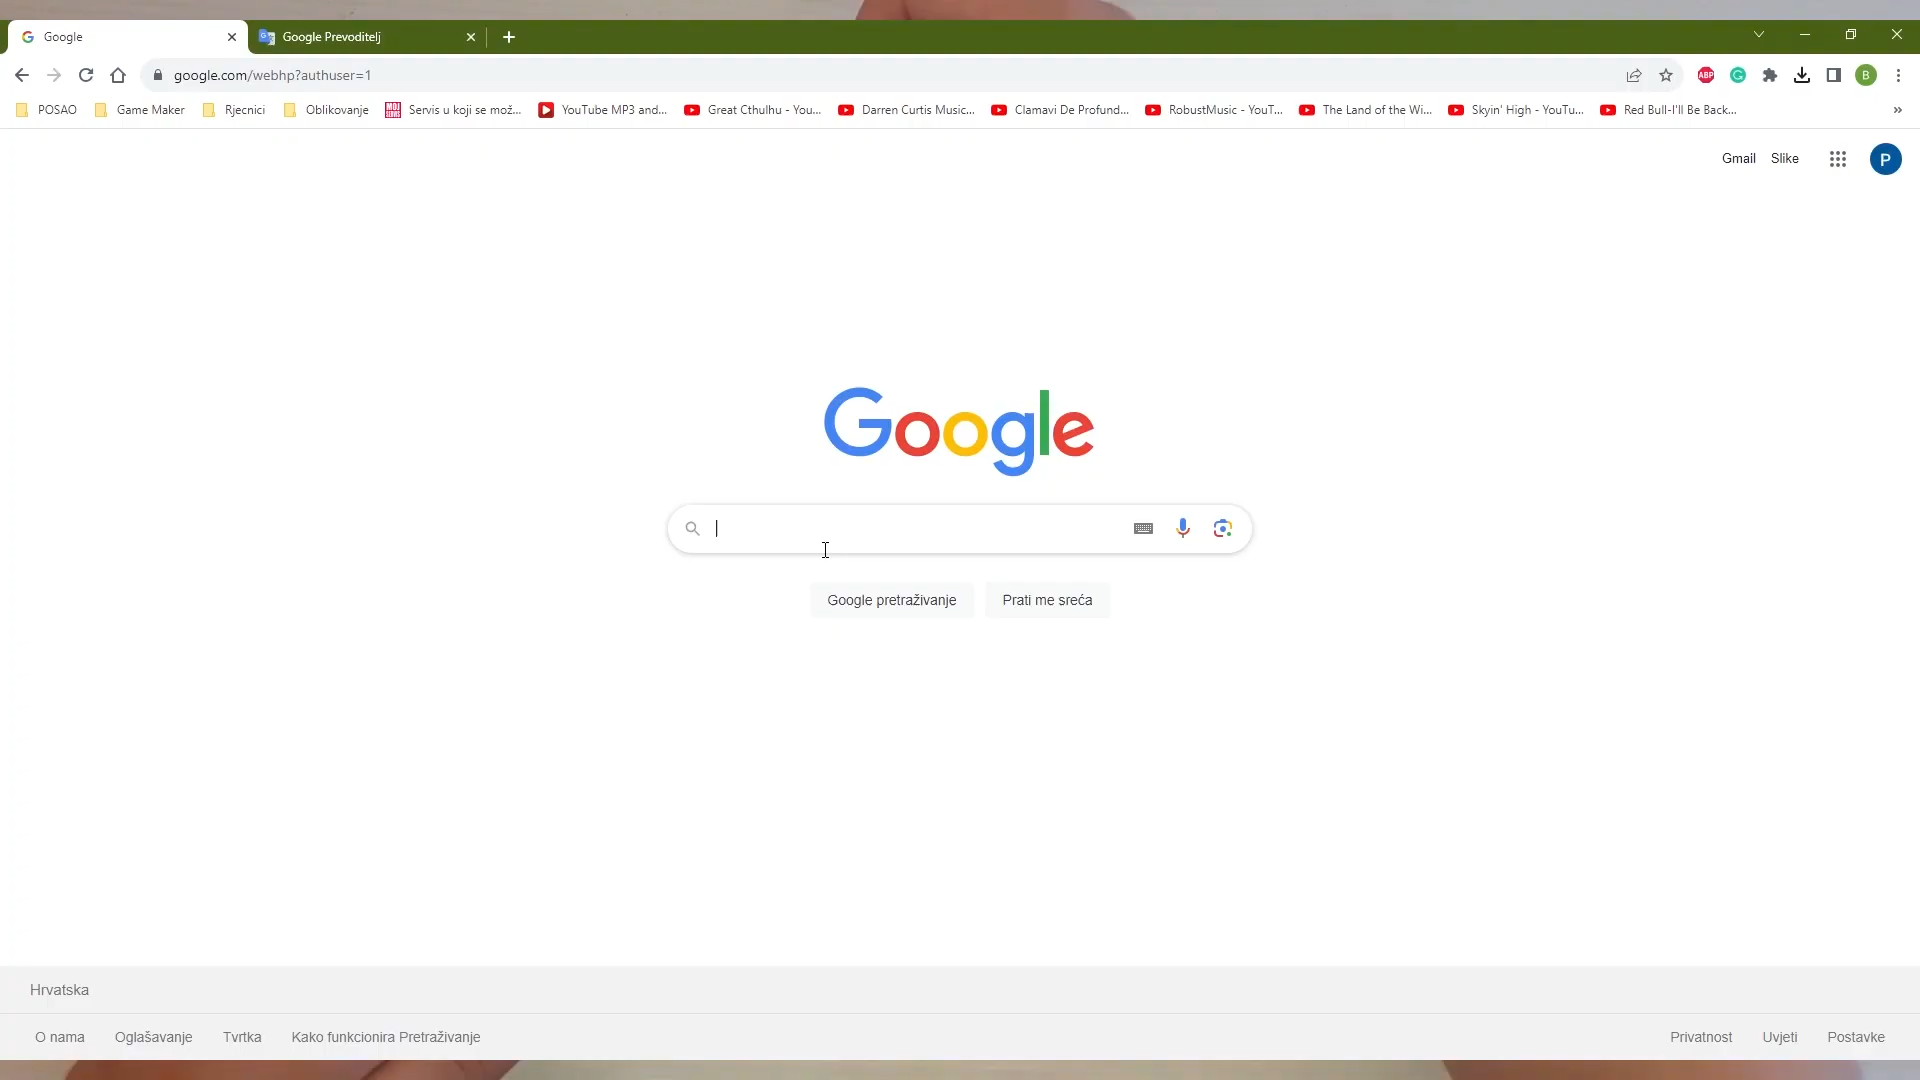 Google
Google Prevoditelj
google.com/webhp?authuser=1
POSAO
Game Maker
Rjecnici
Oblikovanje
Servis u koji se mož...
YouTube MP3 and...
Great Cthulhu - You...
Darren Curtis Music...
Clamavi De Profund...
RobustMusic - YouT...
The Land of the Wi...
Skyin' High - YouTu...
Red Bull-I'll Be Back...
ABP
B
Gmail
Slike
P
Google
Google pretraživanje
Prati me sreća
Hrvatska
O nama
Oglašavanje
Tvrtka
Kako funkcionira Pretraživanje
Privatnost
Uvjeti
Postavke